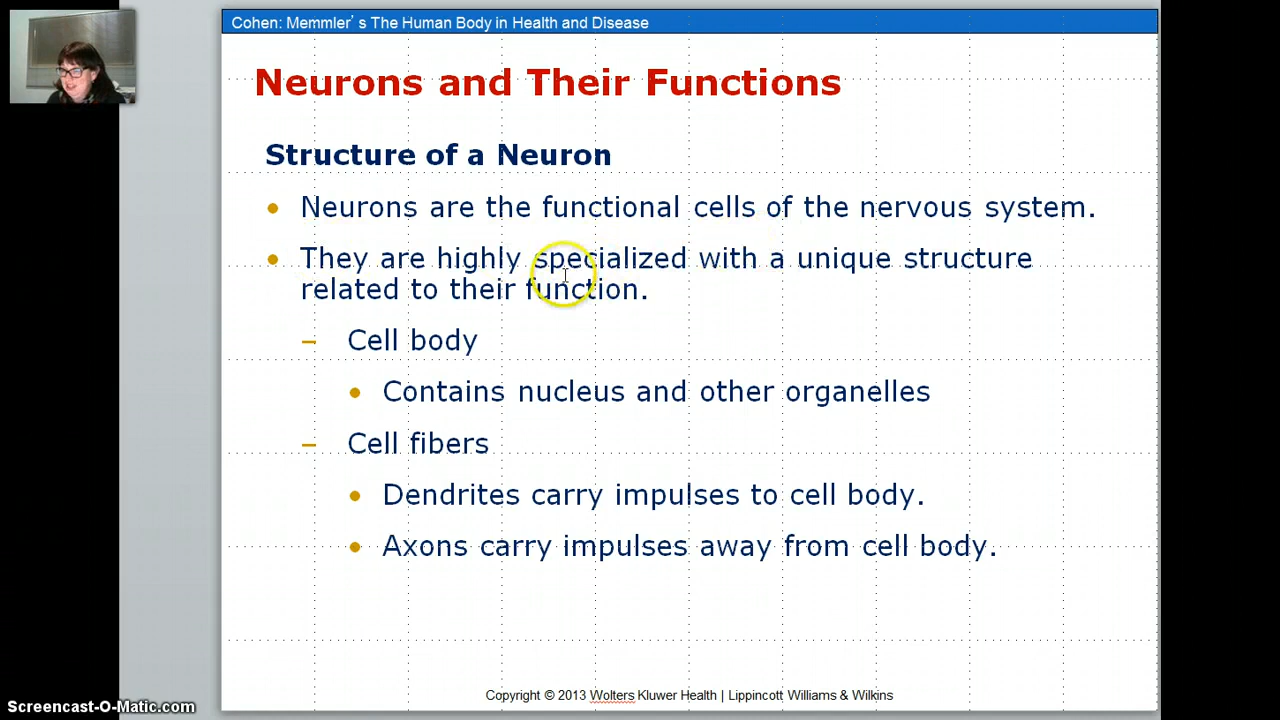 Cohen: Memmler's The Human Body in Health and Disease
Neurons and Their Functions
Structure of a Neuron
• Neurons are the functional cells of the nervous system.
• They are highly specialized with a unique structure
related to their function.
– Cell body
• Contains nucleus and other organelles
– Cell fibers
• Dendrites carry impulses to cell body.
• Axons carry impulses away from cell body.
Copyright © 2013 Wolters Kluwer Health | Lippincott Williams & Wilkins
Screencast-O-Matic.com